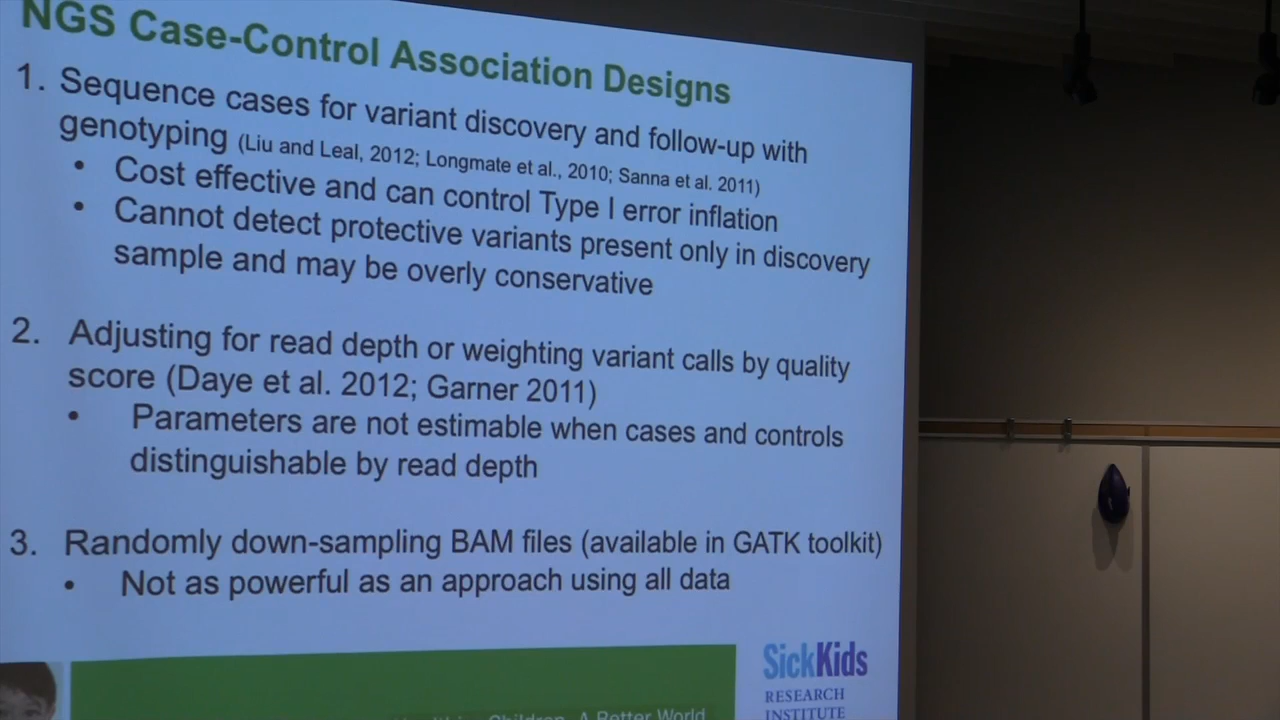 NGS Case-Control Association Designs
1. Sequence cases for variant discovery and follow-up with
genotyping (Liu and Leal, 2012; Longmate et al., 2010; Sanna et al. 2011)
• Cost effective and can control Type I error inflation
• Cannot detect protective variants present only in discovery
sample and may be overly conservative
2. Adjusting for read depth or weighting variant calls by quality
score (Daye et al. 2012; Garner 2011)
• Parameters are not estimable when cases and controls
distinguishable by read depth
3. Randomly down-sampling BAM files (available in GATK toolkit)
• Not as powerful as an approach using all data
Children. A Better World
SickKids
RESEARCH
INSTITUTE